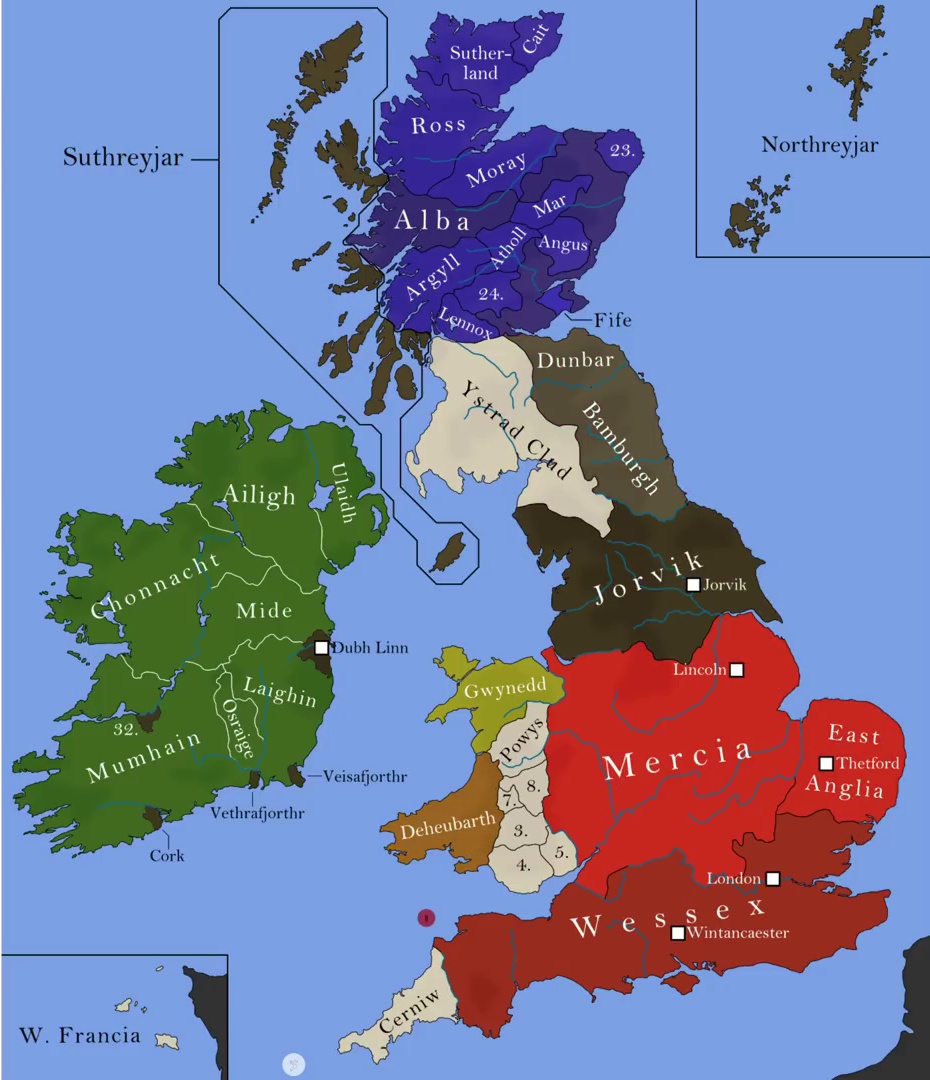 Cait
Suther-
land
Ross
Suthreyjar
Northreyjar
23.
Moray
Mar
Alba
Atholl
Angus
Argyll
24.
Lennox
Fife
Dunbar
Ystrad Clud
Bamburgh
Ailigh
Ulaidh
Chonnacht
Jorvik
Jorvik
Mide
Dubh Linn
Lincoln
Gwynedd
Laighin
Osraige
32.
Mumhain
Powys
Mercia
East
Anglia
Thetford
Veisafjorthr
Vethrafjorthr
8.
7.
Deheubarth
3.
Cork
4.
5.
London
Wessex
Wintancaester
Cerniw
W. Francia